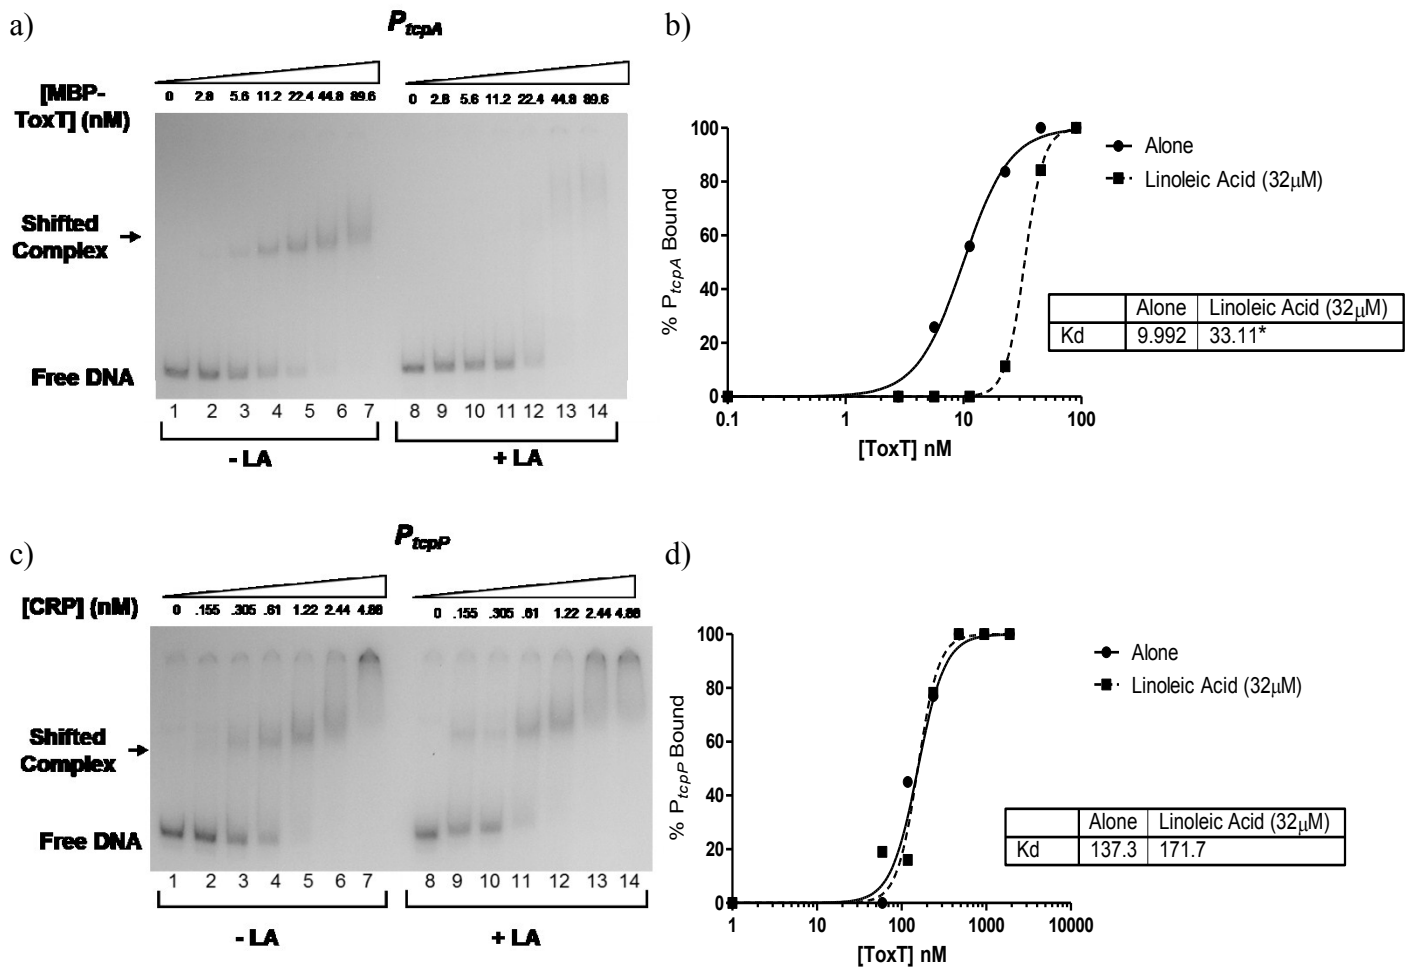 a)
P_tcpA
[MBP-
ToxT] (nM)
0 2.8 5.6 11.2 22.4 44.8 89.6
0 2.8 5.6 11.2 22.4 44.8 89.6
Shifted
Complex
Free DNA
1 2 3 4 5 6 7 8 9 10 11 12 13 14
- LA
+ LA
b)
% P_tcpA Bound
100
80
60
40
20
0
0.1 1 10 100
[ToxT] nM
Alone
Linoleic Acid (32µM)
Alone Linoleic Acid (32µM)
Kd 9.992 33.11*
c)
P_tcpP
[CRP] (nM)
0 .155 .305 .61 1.22 2.44 4.88
0 .155 .305 .61 1.22 2.44 4.88
Shifted
Complex
Free DNA
1 2 3 4 5 6 7 8 9 10 11 12 13 14
- LA
+ LA
d)
% P_tcpP Bound
100
80
60
40
20
0
1 10 100 1000 10000
[ToxT] nM
Alone
Linoleic Acid (32µM)
Alone Linoleic Acid (32µM)
Kd 137.3 171.7